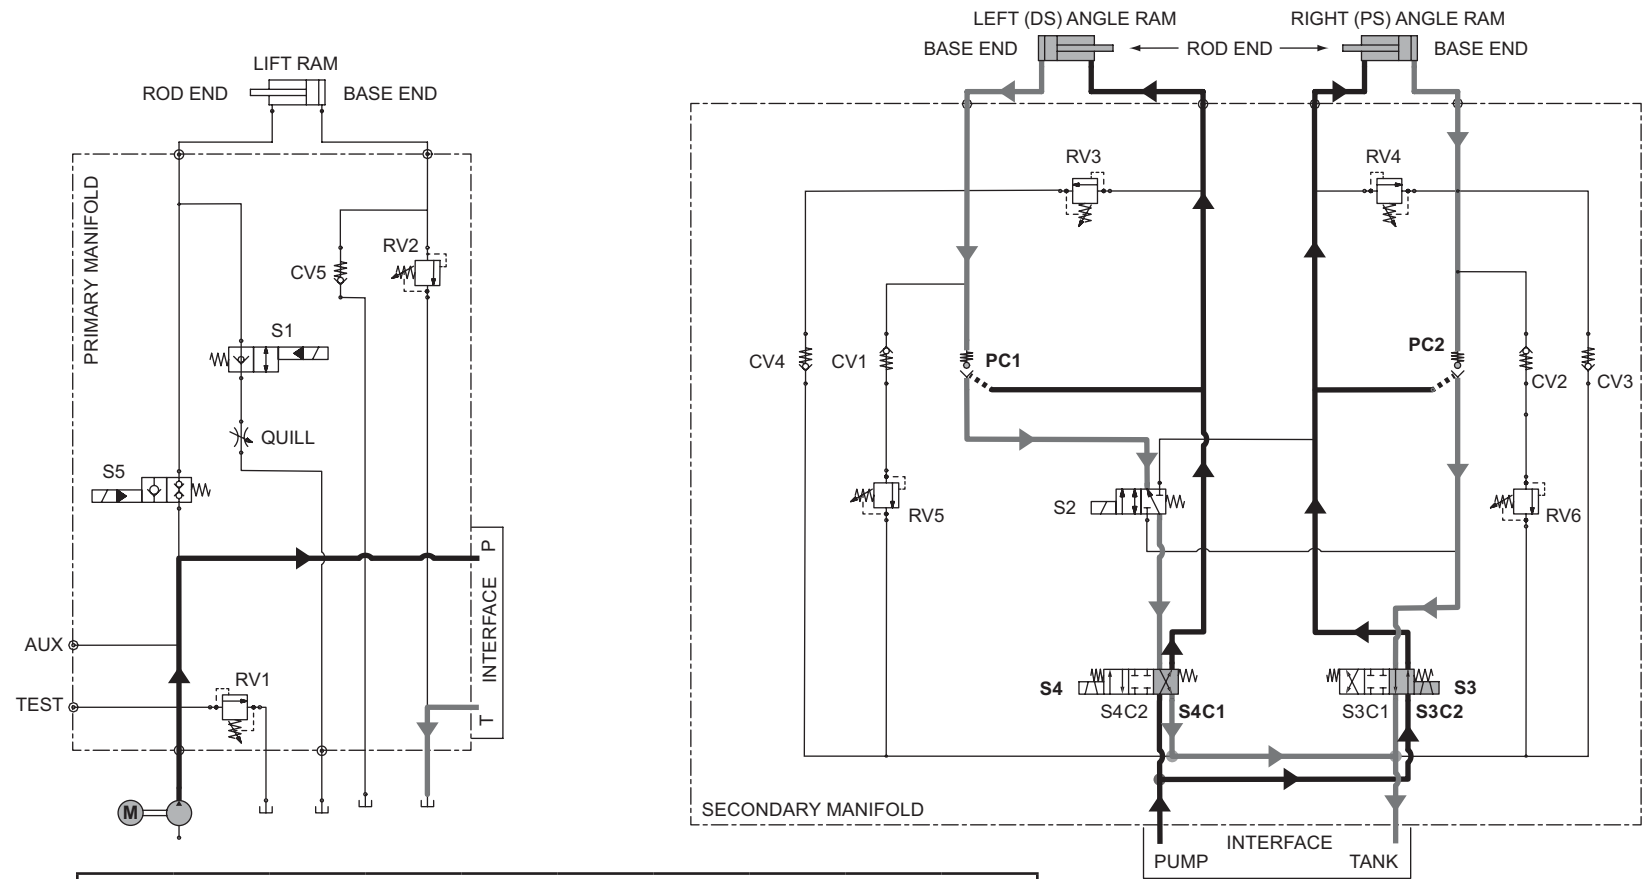 LIFT RAM
ROD END
BASE END
PRIMARY MANIFOLD
RV2
CV5
S1
QUILL
S5
P
INTERFACE
T
AUX
TEST
RV1
M
LEFT (DS) ANGLE RAM
RIGHT (PS) ANGLE RAM
BASE END
ROD END
BASE END
RV3
RV4
CV4
CV1
PC1
PC2
CV2
CV3
S2
RV5
RV6
S4
S4C2
S4C1
S3C1
S3C2
S3
SECONDARY MANIFOLD
INTERFACE
PUMP
TANK